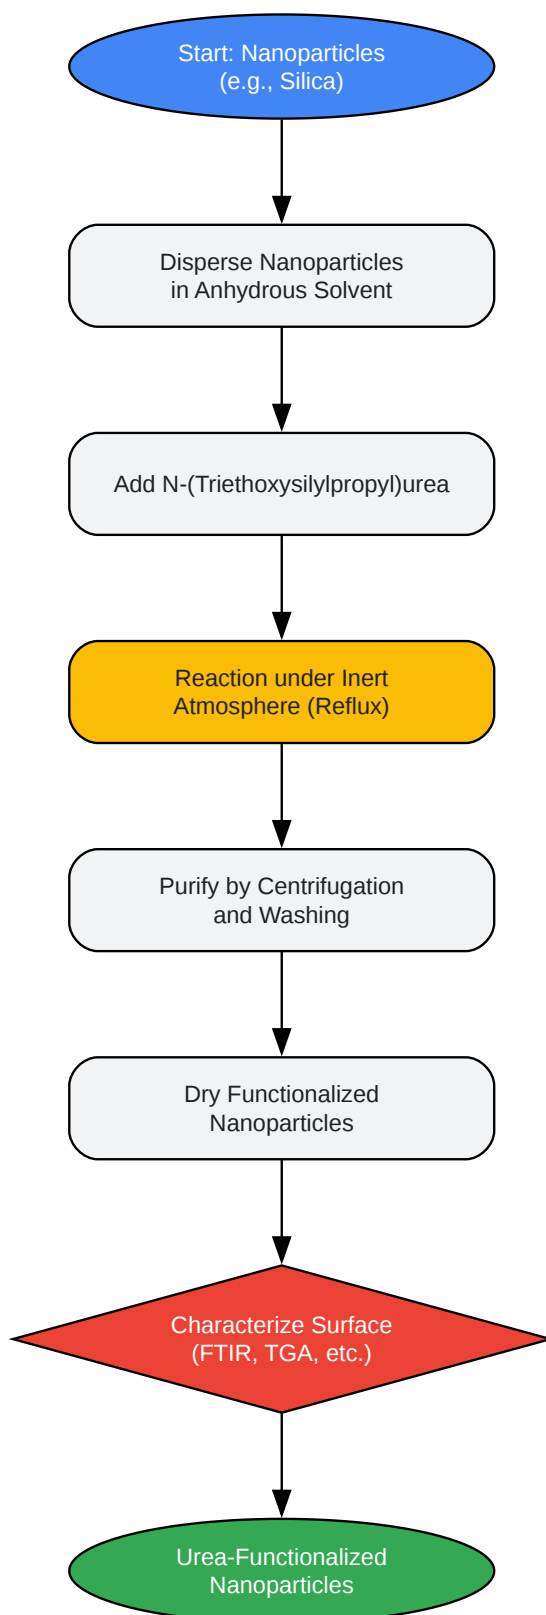 Start: Nanoparticles
(e.g., Silica)
Disperse Nanoparticles
in Anhydrous Solvent
Add N-(Triethoxysilylpropyl)urea
Reaction under Inert
Atmosphere (Reflux)
Purify by Centrifugation
and Washing
Dry Functionalized
Nanoparticles
Characterize Surface
(FTIR, TGA, etc.)
Urea-Functionalized
Nanoparticles